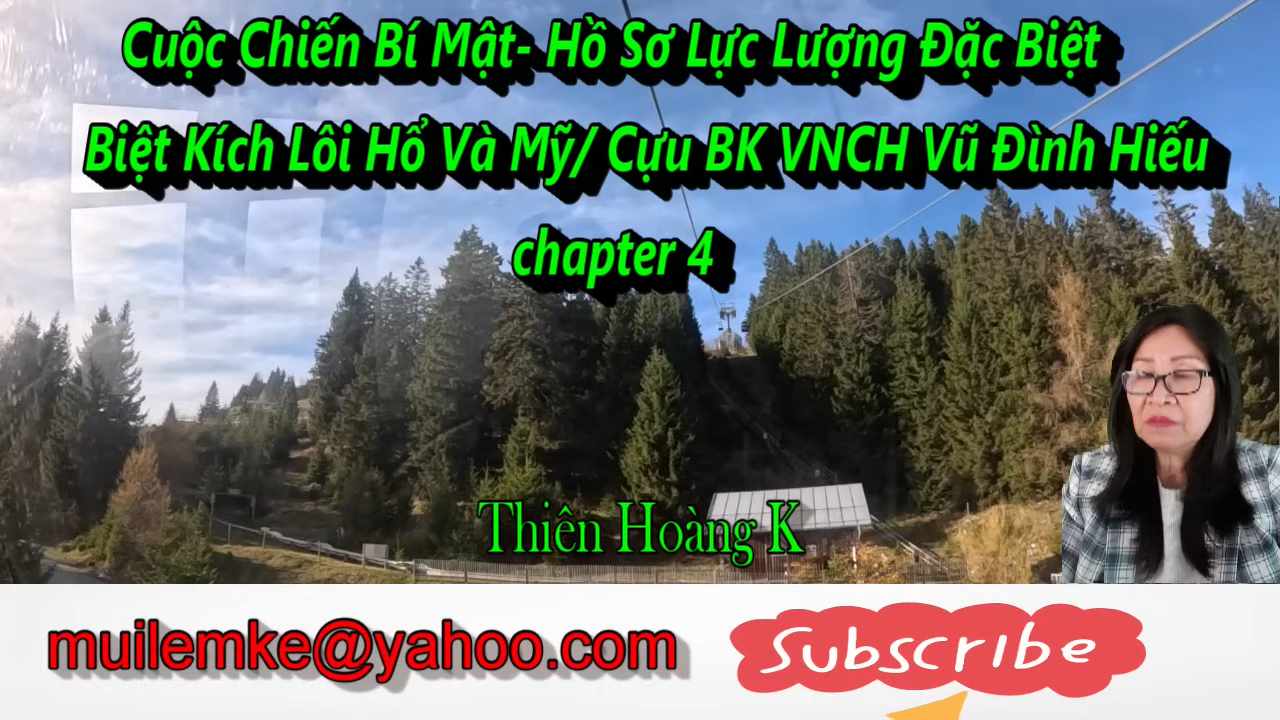 Cuộc Chiến Bí Mật- Hồ Sơ Lực Lượng Đặc Biệt
Biệt Kích Lôi Hổ Và Mỹ/ Cựu BK VNCH Vũ Đình Hiếu
chapter 4
Thiên Hoàng K
muilemke@yahoo.com
Subscribe